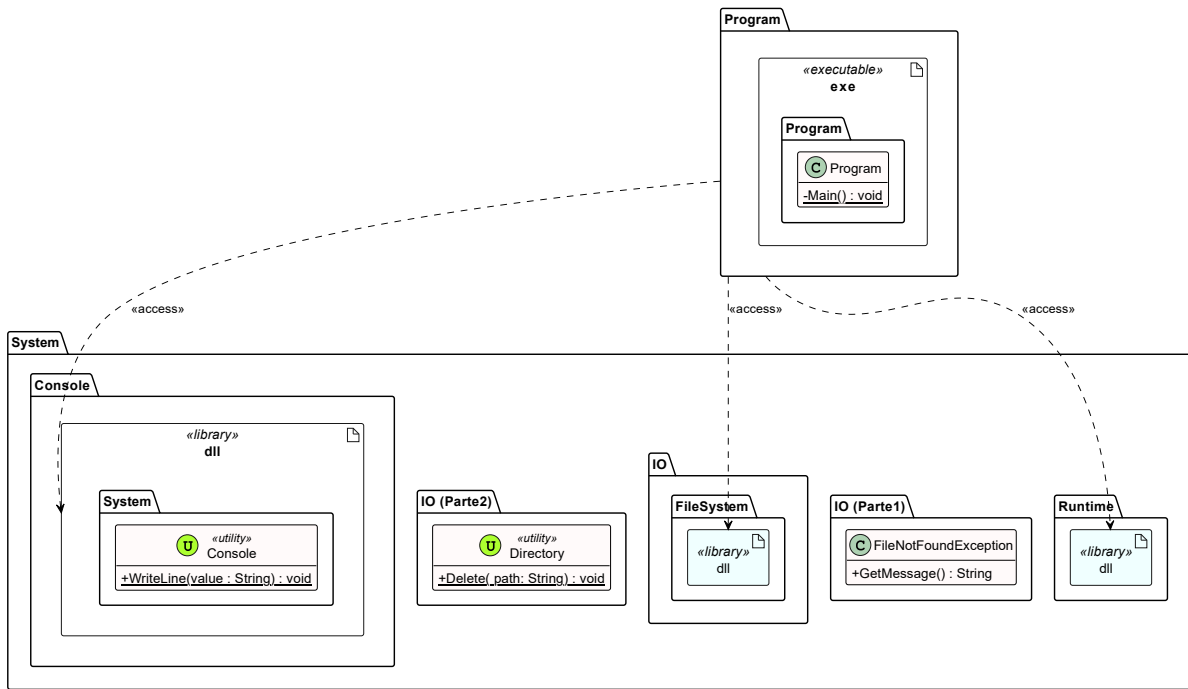 Program
«executable»
exe
Program
C Program
-Main() : void
«access»
«access»
«access»
System
Console
«library»
dll
System
U «utility»
Console
+WriteLine(value : String) : void
IO (Parte2)
U «utility»
Directory
+Delete( path: String) : void
IO
FileSystem
«library»
dll
IO (Parte1)
C FileNotFoundException
+GetMessage() : String
Runtime
«library»
dll